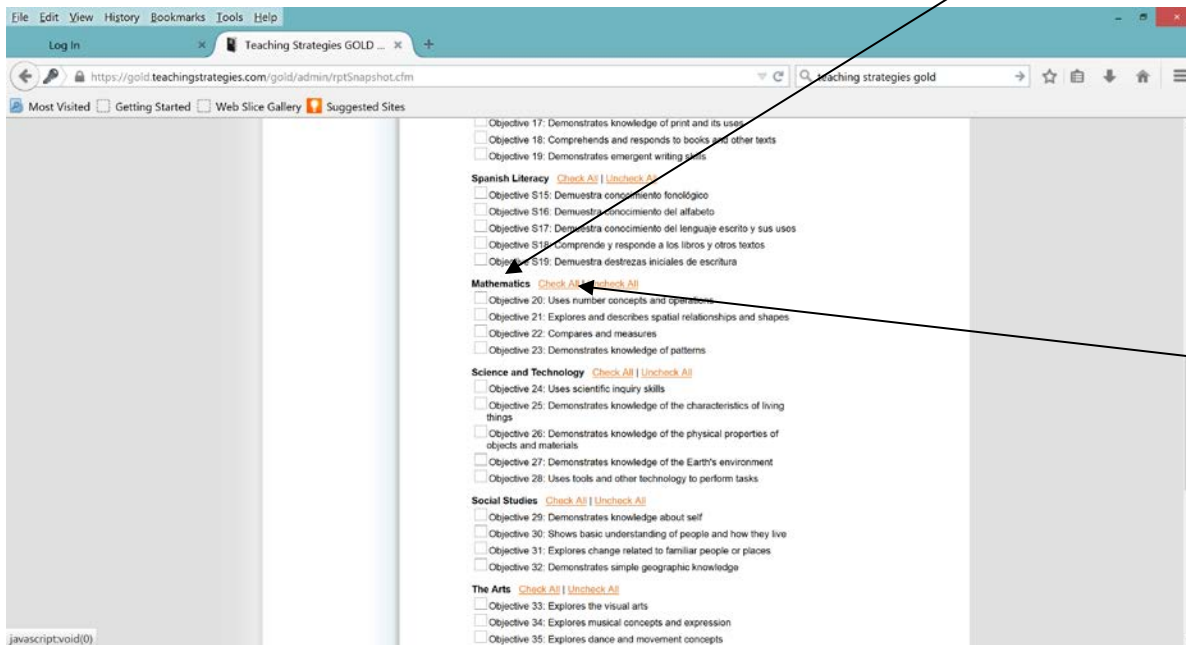 File Edit View History Bookmarks Tools Help
Log In × Teaching Strategies GOLD ... × +
https://gold.teachingstrategies.com/gold/admin/rptSnapshot.cfm teaching strategies gold
Most Visited Getting Started Web Slice Gallery Suggested Sites
Objective 17: Demonstrates knowledge of print and its uses
Objective 18: Comprehends and responds to books and other texts
Objective 19: Demonstrates emergent writing skills
Spanish Literacy Check All | Uncheck All
Objective S15: Demuestra conocimiento fonológico
Objective S16: Demuestra conocimiento del alfabeto
Objective S17: Demuestra conocimiento del lenguaje escrito y sus usos
Objective S18: Comprende y responde a los libros y otros textos
Objective S19: Demuestra destrezas iniciales de escritura
Mathematics Check All | Uncheck All
Objective 20: Uses number concepts and operations
Objective 21: Explores and describes spatial relationships and shapes
Objective 22: Compares and measures
Objective 23: Demonstrates knowledge of patterns
Science and Technology Check All | Uncheck All
Objective 24: Uses scientific inquiry skills
Objective 25: Demonstrates knowledge of the characteristics of living
things
Objective 26: Demonstrates knowledge of the physical properties of
objects and materials
Objective 27: Demonstrates knowledge of the Earth's environment
Objective 28: Uses tools and other technology to perform tasks
Social Studies Check All | Uncheck All
Objective 29: Demonstrates knowledge about self
Objective 30: Shows basic understanding of people and how they live
Objective 31: Explores change related to familiar people or places
Objective 32: Demonstrates simple geographic knowledge
The Arts Check All | Uncheck All
Objective 33: Explores the visual arts
Objective 34: Explores musical concepts and expression
Objective 35: Explores dance and movement concepts
javascript:void(0)